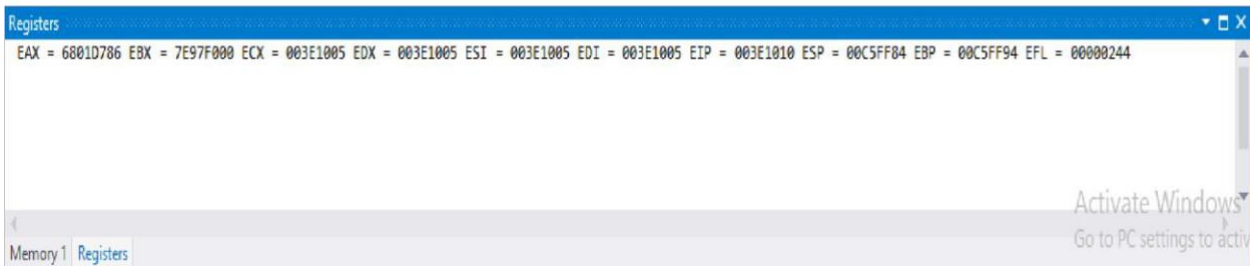 Registers
EAX = 6801D786 EBX = 7E97F000 ECX = 003E1005 EDX = 003E1005 ESI = 003E1005 EDI = 003E1005 EIP = 003E1010 ESP = 00C5FF84 EBP = 00C5FF94 EFL = 00000244
Activate Windows
Go to PC settings to activ
Memory 1 Registers